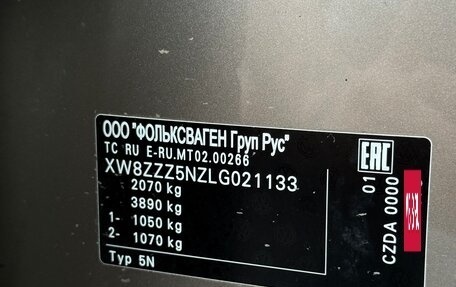 ООО "ФОЛЬКСВАГЕН Груп Рус"
TC RU E-RU.MT02.00266
XW8ZZZ5NZLG021133
2070 kg
3890 kg
1- 1050 kg
2- 1070 kg
Typ 5N
EAC
01
CZDA 0000